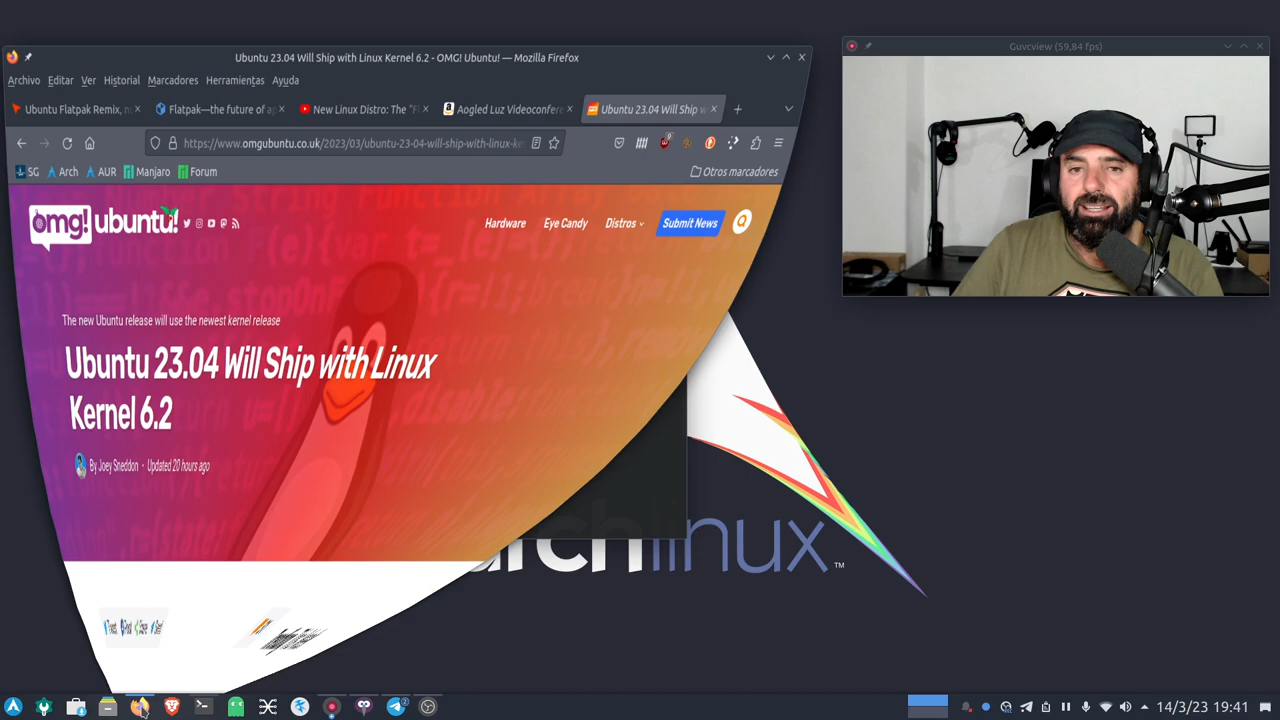 Ubuntu 23.04 Will Ship with Linux Kernel 6.2 - OMG! Ubuntu! — Mozilla Firefox
Guvcview (59,84 fps)
Archivo Editar Ver Historial Marcadores Herramientas Ayuda
Ubuntu Flatpak Remix, n
Flatpak—the future of ap
New Linux Distro: The "F
Aogled Luz Videoconfere
Ubuntu 23.04 Will Ship w
https://www.omgubuntu.co.uk/2023/03/ubuntu-23-04-will-ship-with-linux-ke
SG Arch AUR Manjaro Forum Otros marcadores
omg! ubuntu! Hardware Eye Candy Distros Submit News
The new Ubuntu release will use the newest kernel release
Ubuntu 23.04 Will Ship with Linux
Kernel 6.2
By Joey Sneddon · Updated 20 hours ago
archlinux ™
14/3/23 19:41